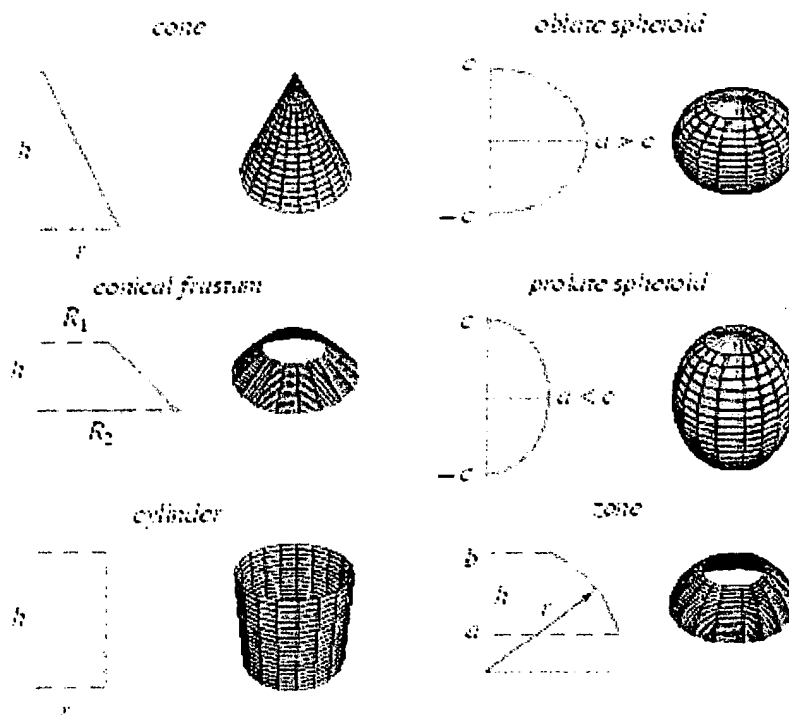 cone
h
r
conical frustum
R1
h
R2
cylinder
h
r
oblate spheroid
c
a > c
−c
prolate spheroid
c
a < c
−c
zone
b
h
r
a